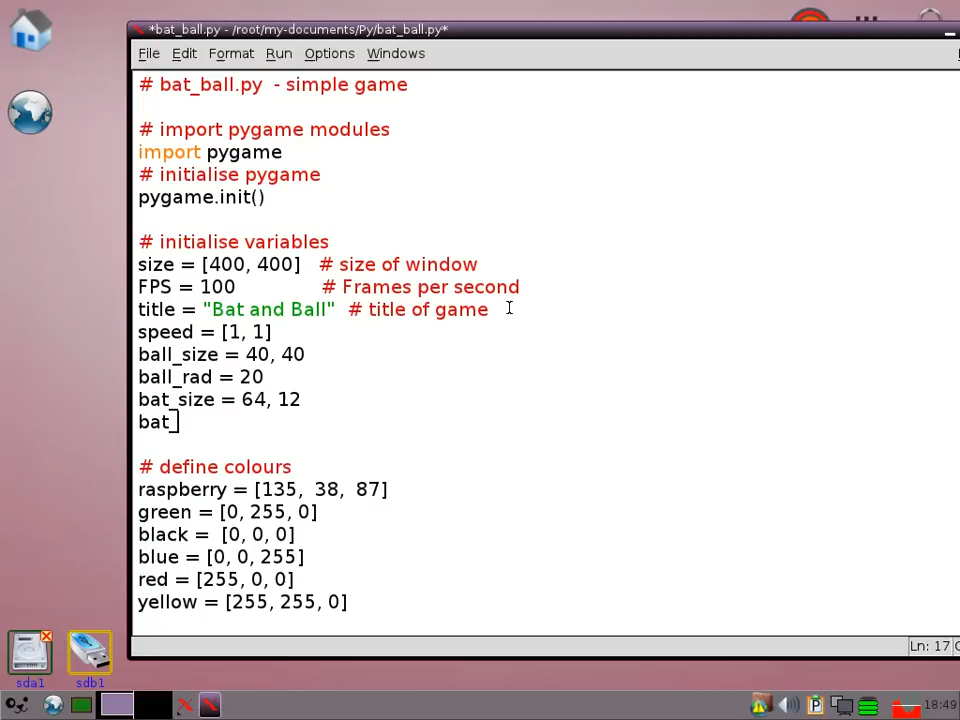 *bat_ball.py - /root/my-documents/Py/bat_ball.py*
File Edit Format Run Options Windows
# bat_ball.py  - simple game
# import pygame modules
import pygame
# initialise pygame
pygame.init()
# initialise variables
size = [400, 400]   # size of window
FPS = 100              # Frames per second
title = "Bat and Ball"  # title of game
speed = [1, 1]
ball_size = 40, 40
ball_rad = 20
bat_size = 64, 12
bat_
# define colours
raspberry = [135,  38,  87]
green = [0, 255, 0]
black =  [0, 0, 0]
blue = [0, 0, 255]
red = [255, 0, 0]
yellow = [255, 255, 0]
Ln: 17
sda1 sdb1
P 18:49